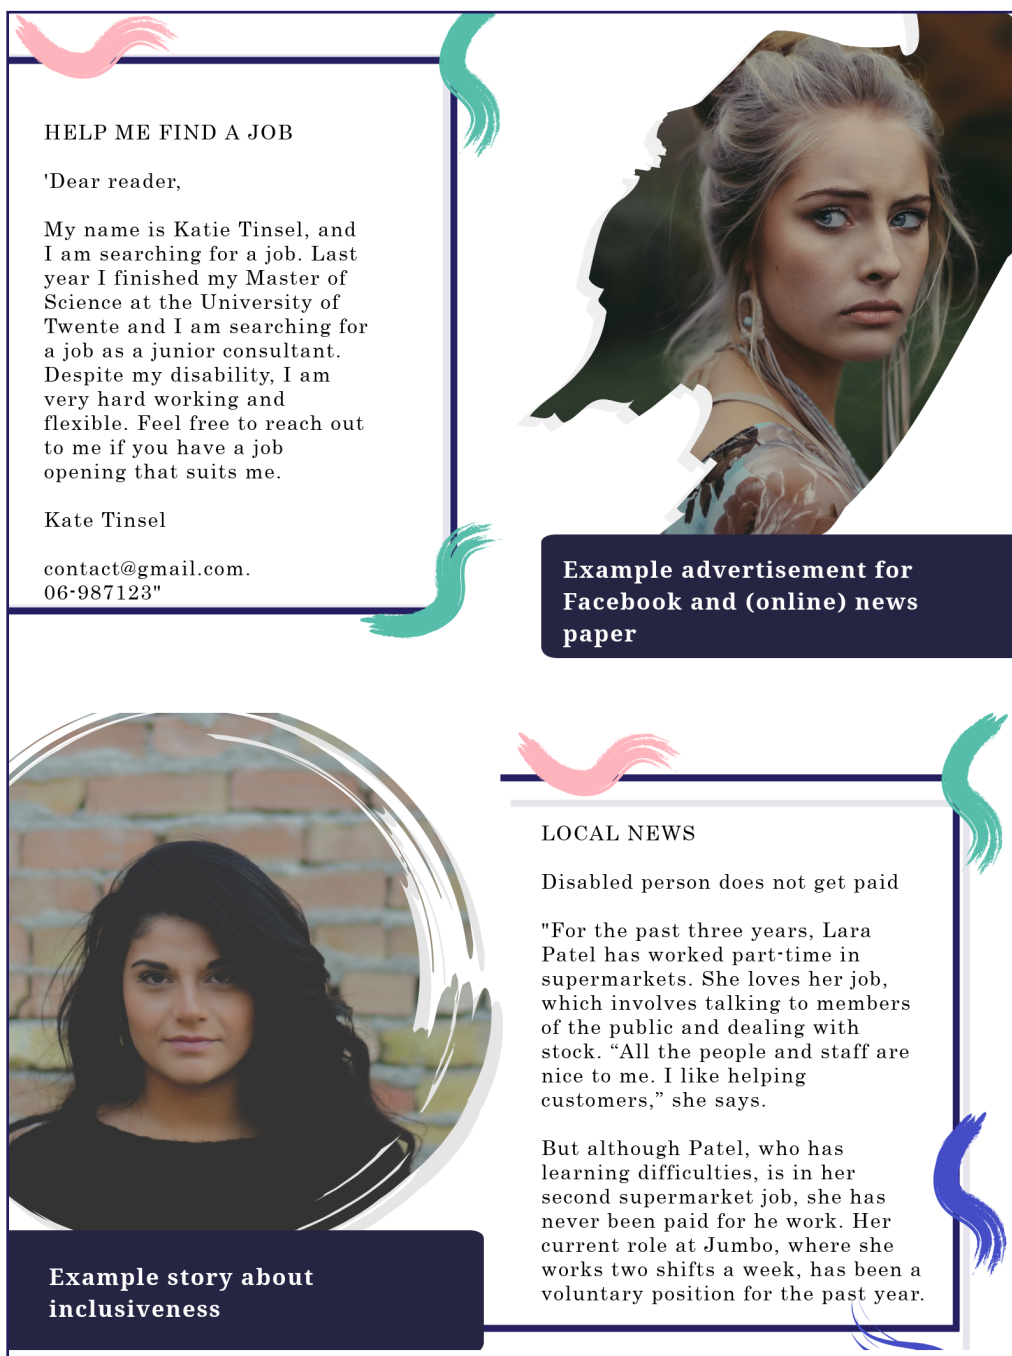 HELP ME FIND A JOB
'Dear reader,
My name is Katie Tinsel, and
I am searching for a job. Last
year I finished my Master of
Science at the University of
Twente and I am searching for
a job as a junior consultant.
Despite my disability, I am
very hard working and
flexible. Feel free to reach out
to me if you have a job
opening that suits me.
Kate Tinsel
contact@gmail.com.
06-987123"
Example advertisement for
Facebook and (online) news
paper
Example story about
inclusiveness
LOCAL NEWS
Disabled person does not get paid
"For the past three years, Lara
Patel has worked part-time in
supermarkets. She loves her job,
which involves talking to members
of the public and dealing with
stock. “All the people and staff are
nice to me. I like helping
customers,” she says.
But although Patel, who has
learning difficulties, is in her
second supermarket job, she has
never been paid for he work. Her
current role at Jumbo, where she
works two shifts a week, has been a
voluntary position for the past year.